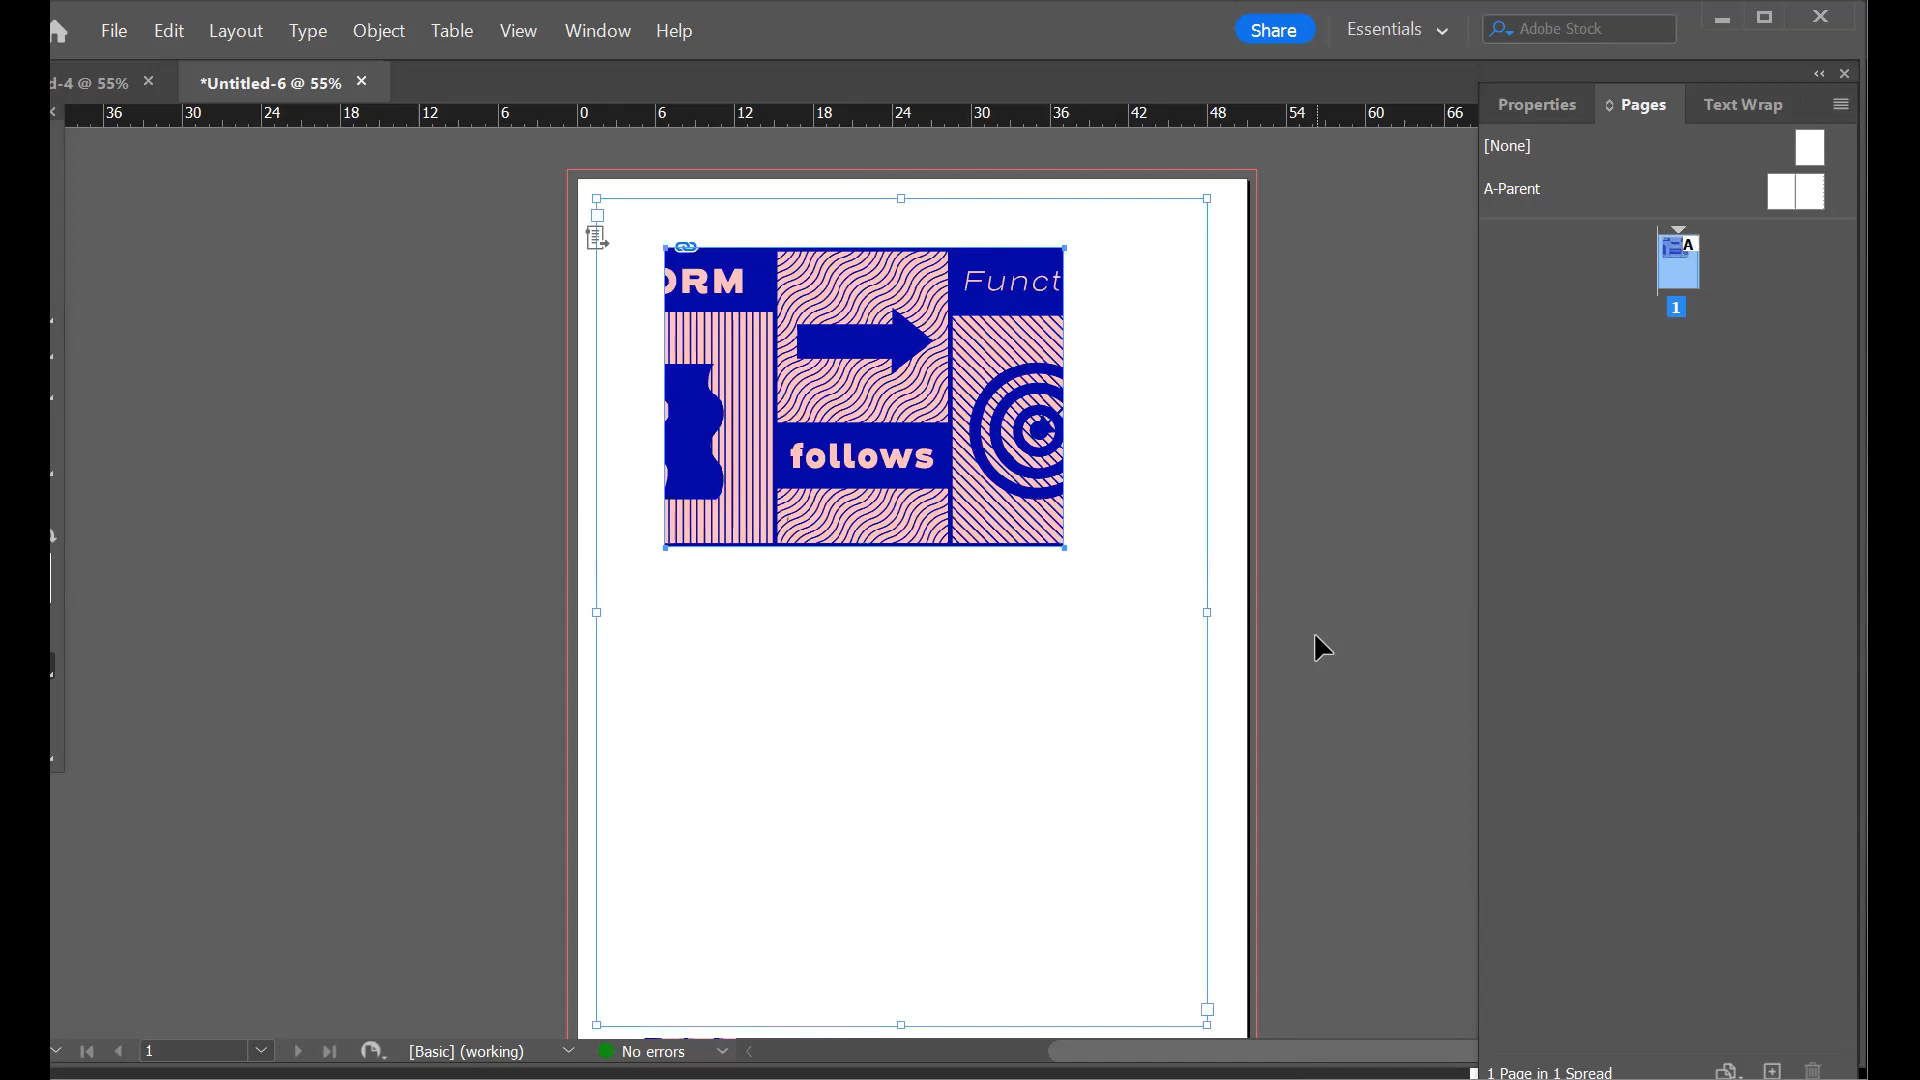 File Edit Layout Type Object Table View Window Help Share Essentials Adobe Stock
d-4 @ 55% *Untitled-6 @ 55%
36 30 24 18 12 6 0 6 12 18 24 30 36 42 48 54 60 66
Properties Pages Text Wrap
[None]
A-Parent
A
1
ORM
Funct
follows
1 [Basic] (working) No errors
1 Page in 1 Spread